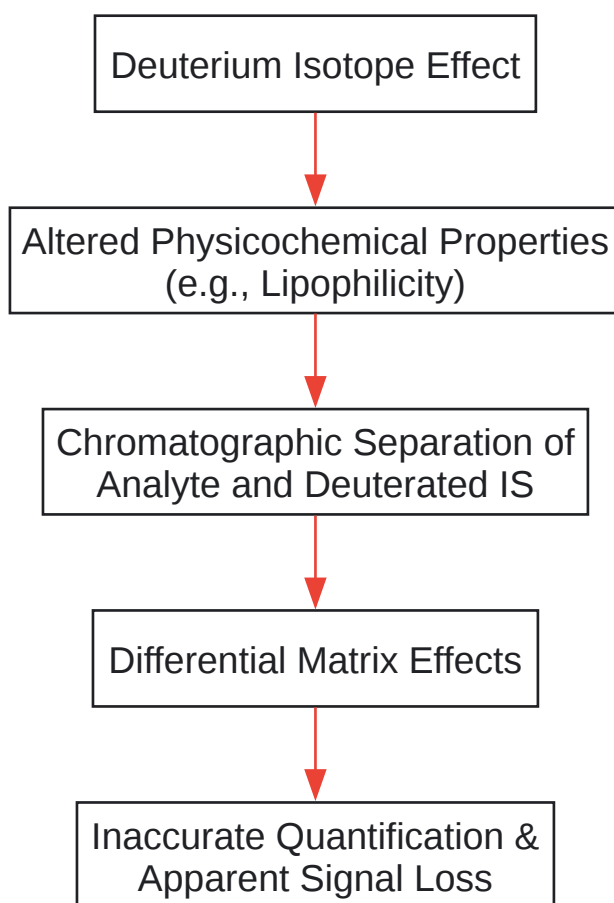 Deuterium Isotope Effect
Altered Physicochemical Properties
(e.g., Lipophilicity)
Chromatographic Separation of
Analyte and Deuterated IS
Differential Matrix Effects
Inaccurate Quantification &
Apparent Signal Loss